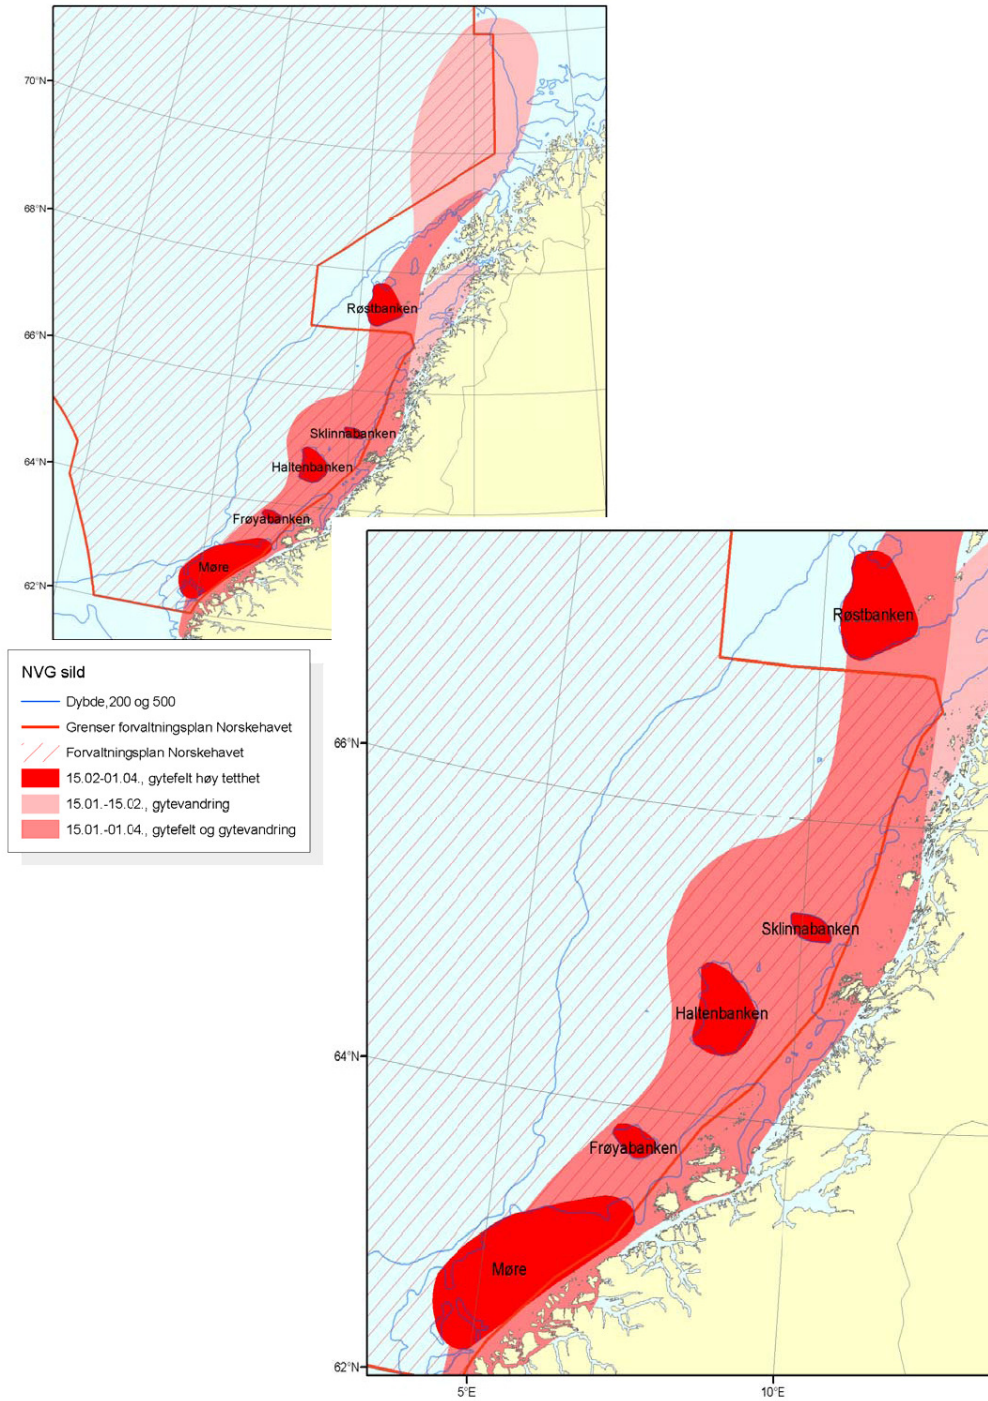 70°N
68°N
Røstbanken
66°N
Sklinnabanken
64°N
Haltenbanken
Frøyabanken
Møre
62°N
NVG sild
Dybde,200 og 500
Grenser forvaltningsplan Norskehavet
Forvaltningsplan Norskehavet
15.02-01.04., gytefelt høy tetthet
15.01.-15.02., gytevandring
15.01.-01.04., gytefelt og gytevandring
Røstbanken
66°N
Sklinnabanken
Haltenbanken
64°N
Frøyabanken
Møre
62°N
5°E
10°E